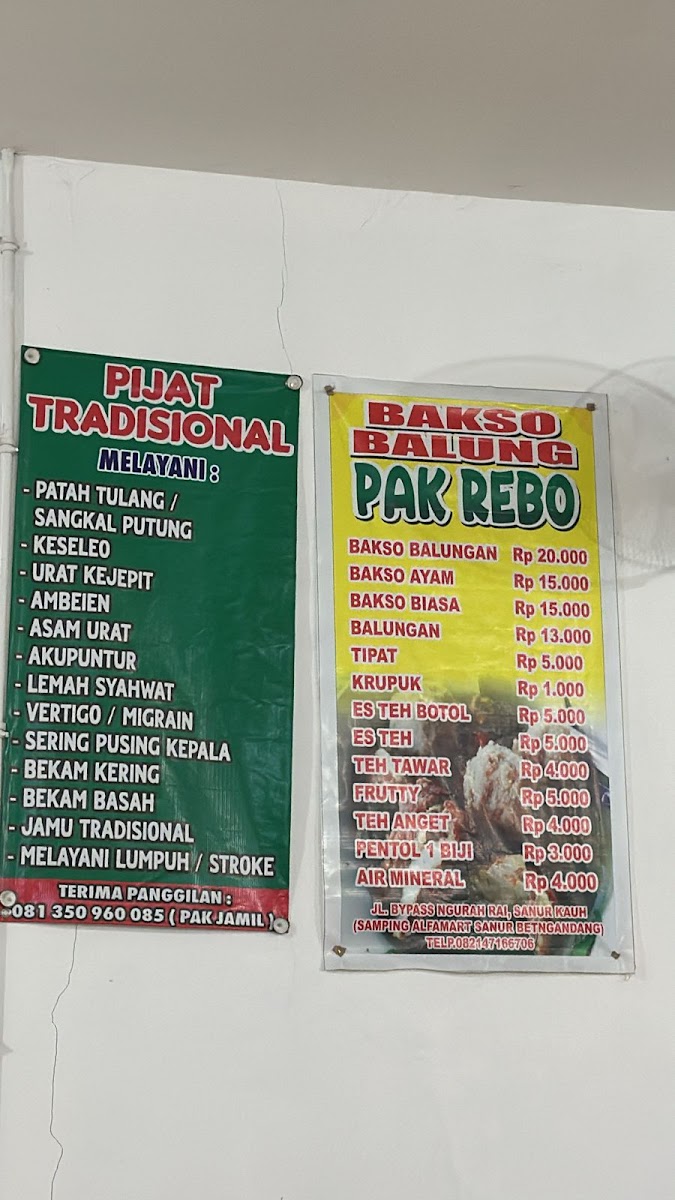 PIJAT
TRADISIONAL
MELAYANI :
- PATAH TULANG /
SANGKAL PUTUNG
- KESELEO
- URAT KEJEPIT
- AMBEIEN
- ASAM URAT
- AKUPUNTUR
- LEMAH SYAHWAT
- VERTIGO / MIGRAIN
- SERING PUSING KEPALA
- BEKAM KERING
- BEKAM BASAH
- JAMU TRADISIONAL
- MELAYANI LUMPUH / STROKE
TERIMA PANGGILAN :
081 350 960 085 ( PAK JAMIL )
BAKSO
BALUNG
PAK REBO
BAKSO BALUNGAN Rp 20.000
BAKSO AYAM Rp 15.000
BAKSO BIASA Rp 15.000
BALUNGAN Rp 13.000
TIPAT Rp 5.000
KRUPUK Rp 1.000
ES TEH BOTOL Rp 5.000
ES TEH Rp 5.000
TEH TAWAR Rp 4.000
FRUTTY Rp 5.000
TEH ANGET Rp 4.000
PENTOL 1 BIJI Rp 3.000
AIR MINERAL Rp 4.000
JL. BYPASS NGURAH RAI, SANUR KAUH
(SAMPING ALFAMART SANUR BETNGANDANG)
TELP.082147166706